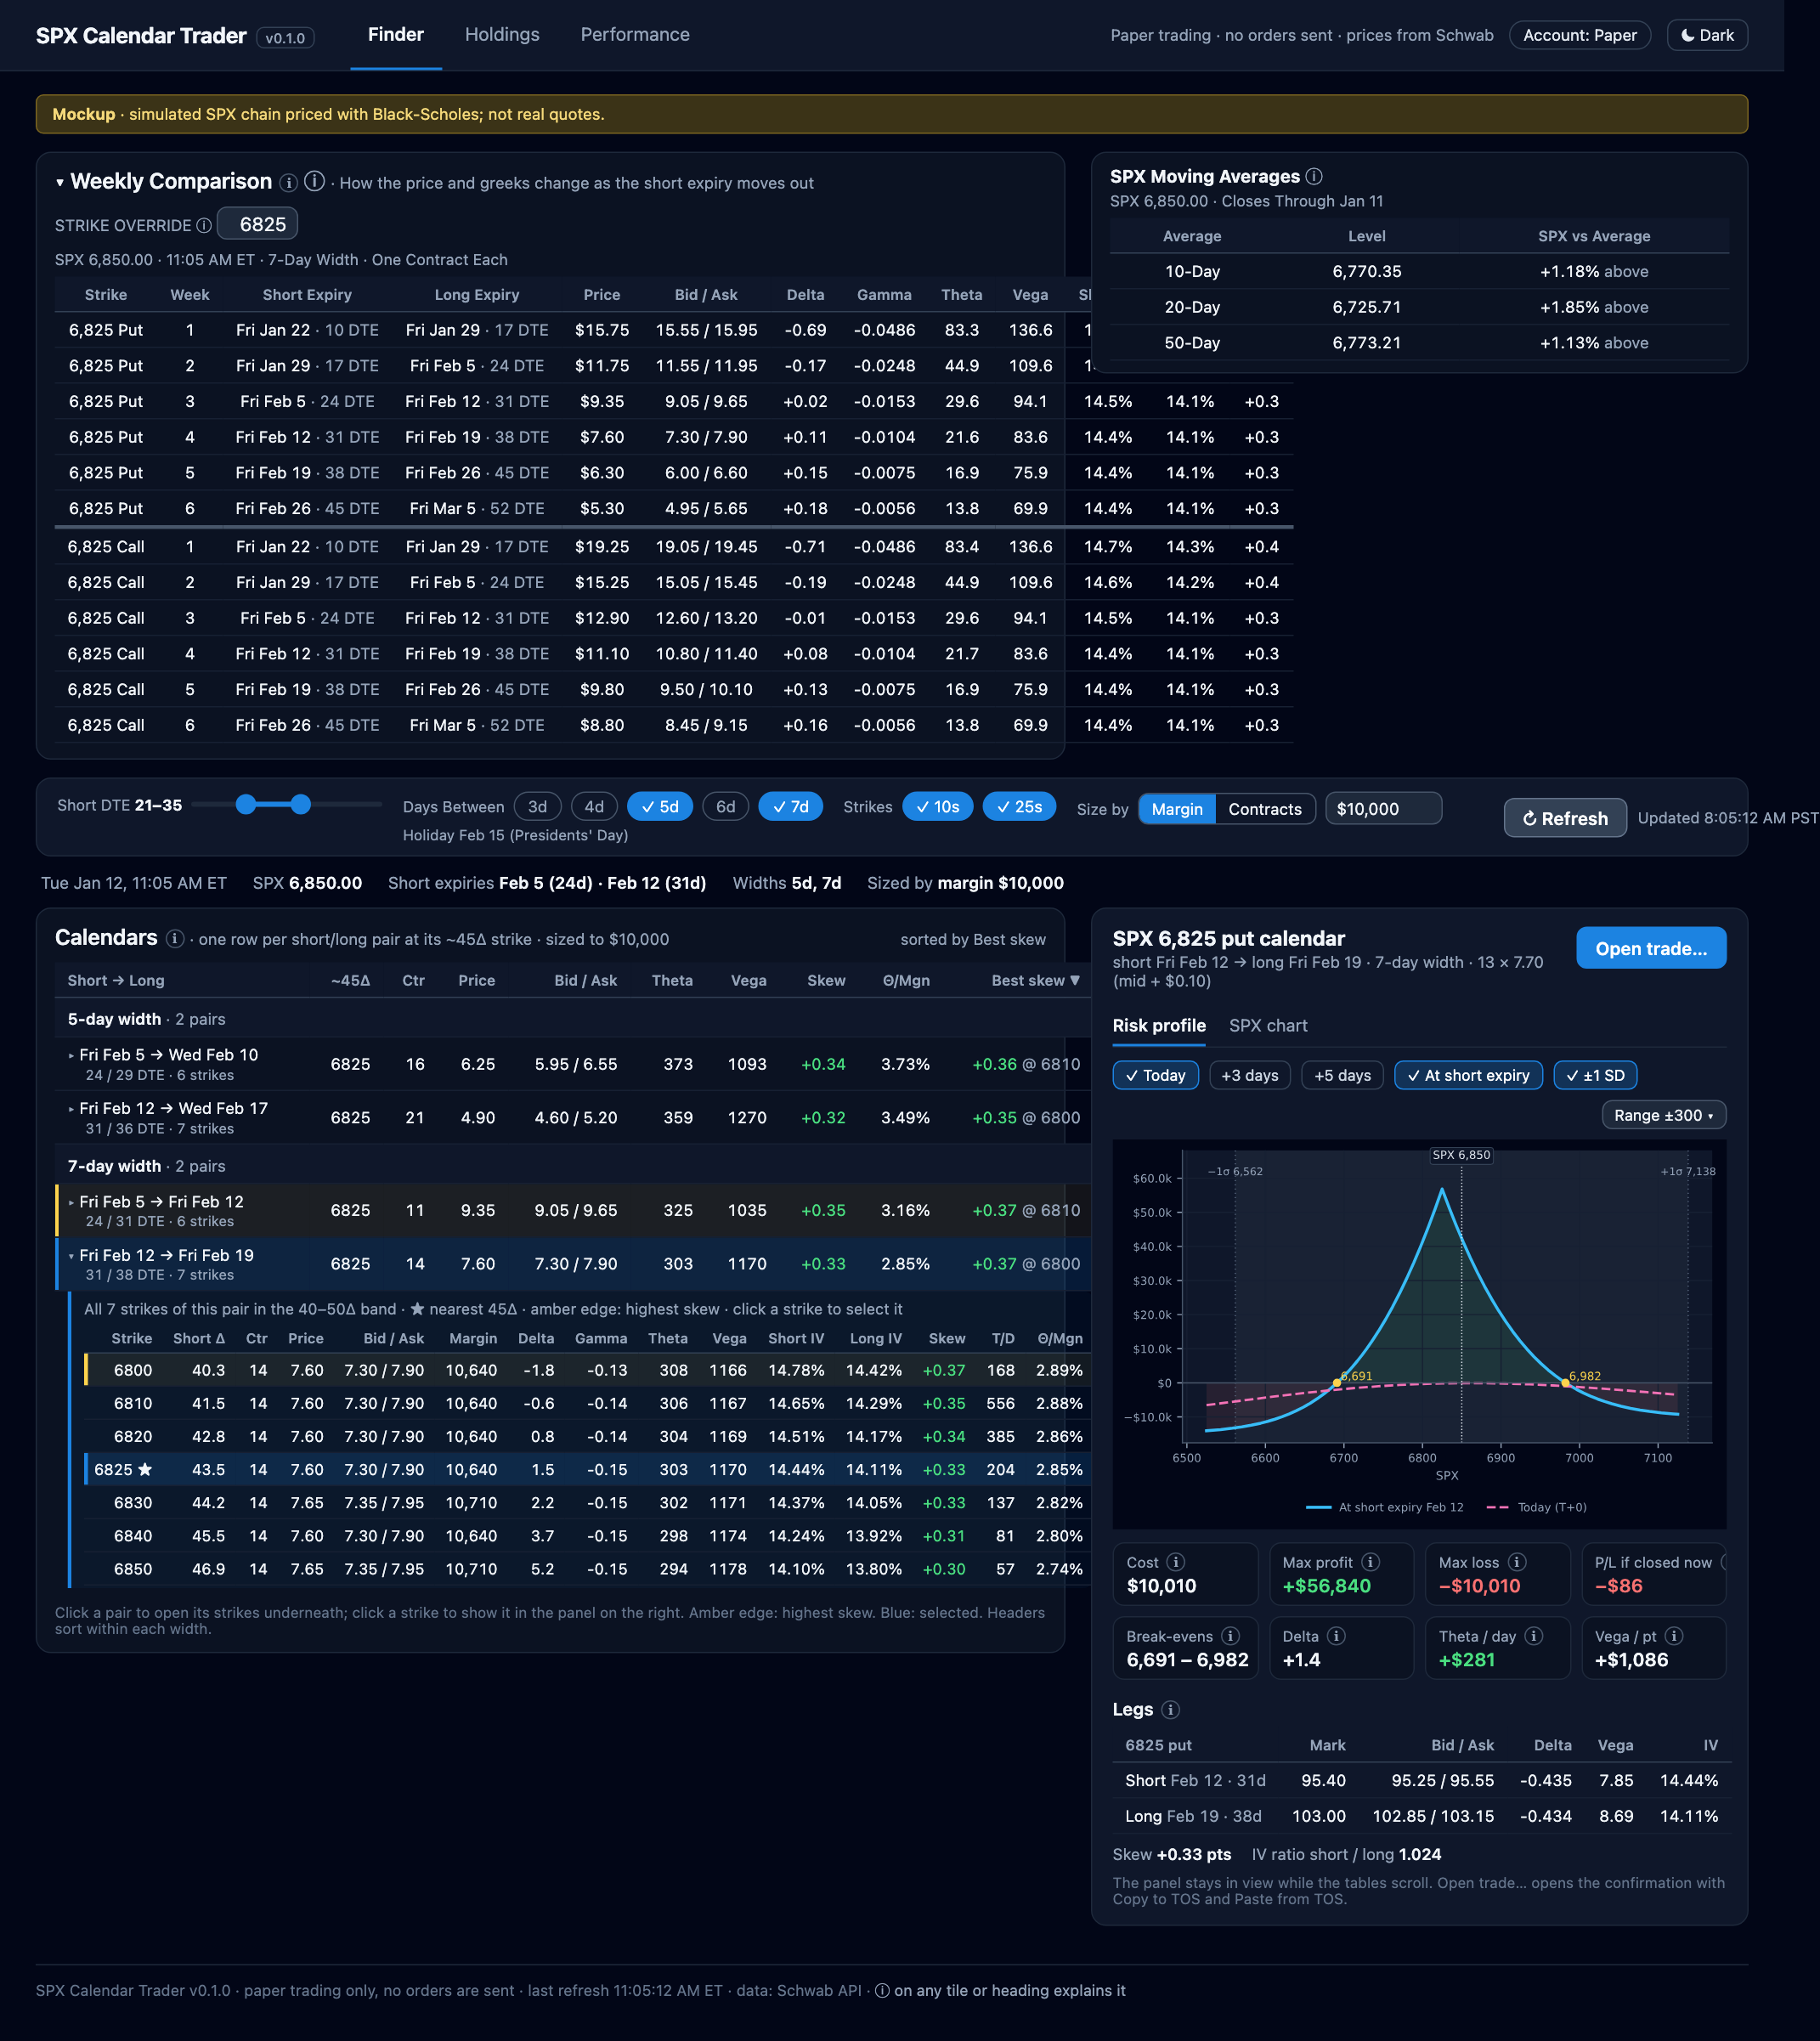 SPX Calendar Trader v0.1.0 Finder Holdings Performance Paper trading · no orders sent · prices from Schwab Account: Paper Dark
Mockup · simulated SPX chain priced with Black-Scholes; not real quotes.
▾ Weekly Comparison ⓘ ⓘ · How the price and greeks change as the short expiry moves out
STRIKE OVERRIDE ⓘ 6825
SPX 6,850.00 · 11:05 AM ET · 7-Day Width · One Contract Each
Strike Week Short Expiry Long Expiry Price Bid / Ask Delta Gamma Theta Vega
6,825 Put 1 Fri Jan 22 · 10 DTE Fri Jan 29 · 17 DTE $15.75 15.55 / 15.95 -0.69 -0.0486 83.3 136.6
6,825 Put 2 Fri Jan 29 · 17 DTE Fri Feb 5 · 24 DTE $11.75 11.55 / 11.95 -0.17 -0.0248 44.9 109.6
6,825 Put 3 Fri Feb 5 · 24 DTE Fri Feb 12 · 31 DTE $9.35 9.05 / 9.65 +0.02 -0.0153 29.6 94.1 14.5% 14.1% +0.3
6,825 Put 4 Fri Feb 12 · 31 DTE Fri Feb 19 · 38 DTE $7.60 7.30 / 7.90 +0.11 -0.0104 21.6 83.6 14.4% 14.1% +0.3
6,825 Put 5 Fri Feb 19 · 38 DTE Fri Feb 26 · 45 DTE $6.30 6.00 / 6.60 +0.15 -0.0075 16.9 75.9 14.4% 14.1% +0.3
6,825 Put 6 Fri Feb 26 · 45 DTE Fri Mar 5 · 52 DTE $5.30 4.95 / 5.65 +0.18 -0.0056 13.8 69.9 14.4% 14.1% +0.3
6,825 Call 1 Fri Jan 22 · 10 DTE Fri Jan 29 · 17 DTE $19.25 19.05 / 19.45 -0.71 -0.0486 83.4 136.6 14.7% 14.3% +0.4
6,825 Call 2 Fri Jan 29 · 17 DTE Fri Feb 5 · 24 DTE $15.25 15.05 / 15.45 -0.19 -0.0248 44.9 109.6 14.6% 14.2% +0.4
6,825 Call 3 Fri Feb 5 · 24 DTE Fri Feb 12 · 31 DTE $12.90 12.60 / 13.20 -0.01 -0.0153 29.6 94.1 14.5% 14.1% +0.3
6,825 Call 4 Fri Feb 12 · 31 DTE Fri Feb 19 · 38 DTE $11.10 10.80 / 11.40 +0.08 -0.0104 21.7 83.6 14.4% 14.1% +0.3
6,825 Call 5 Fri Feb 19 · 38 DTE Fri Feb 26 · 45 DTE $9.80 9.50 / 10.10 +0.13 -0.0075 16.9 75.9 14.4% 14.1% +0.3
6,825 Call 6 Fri Feb 26 · 45 DTE Fri Mar 5 · 52 DTE $8.80 8.45 / 9.15 +0.16 -0.0056 13.8 69.9 14.4% 14.1% +0.3
SPX Moving Averages ⓘ
SPX 6,850.00 · Closes Through Jan 11
Average Level SPX vs Average
10-Day 6,770.35 +1.18% above
20-Day 6,725.71 +1.85% above
50-Day 6,773.21 +1.13% above
Short DTE 21–35 Days Between 3d 4d ✓ 5d 6d ✓ 7d Strikes ✓ 10s ✓ 25s Size by Margin Contracts $10,000 ↻ Refresh Updated 8:05:12 AM PST
Holiday Feb 15 (Presidents' Day)
Tue Jan 12, 11:05 AM ET SPX 6,850.00 Short expiries Feb 5 (24d) · Feb 12 (31d) Widths 5d, 7d Sized by margin $10,000
Calendars ⓘ · one row per short/long pair at its ~45Δ strike · sized to $10,000 sorted by Best skew
Short → Long ~45Δ Ctr Price Bid / Ask Theta Vega Skew Θ/Mgn Best skew ▼
5-day width · 2 pairs
▸ Fri Feb 5 → Wed Feb 10 6825 16 6.25 5.95 / 6.55 373 1093 +0.34 3.73% +0.36 @ 6810
24 / 29 DTE · 6 strikes
▸ Fri Feb 12 → Wed Feb 17 6825 21 4.90 4.60 / 5.20 359 1270 +0.32 3.49% +0.35 @ 6800
31 / 36 DTE · 7 strikes
7-day width · 2 pairs
▸ Fri Feb 5 → Fri Feb 12 6825 11 9.35 9.05 / 9.65 325 1035 +0.35 3.16% +0.37 @ 6810
24 / 31 DTE · 6 strikes
▾ Fri Feb 12 → Fri Feb 19 6825 14 7.60 7.30 / 7.90 303 1170 +0.33 2.85% +0.37 @ 6800
31 / 38 DTE · 7 strikes
All 7 strikes of this pair in the 40–50Δ band · ★ nearest 45Δ · amber edge: highest skew · click a strike to select it
Strike Short Δ Ctr Price Bid / Ask Margin Delta Gamma Theta Vega Short IV Long IV Skew T/D Θ/Mgn
6800 40.3 14 7.60 7.30 / 7.90 10,640 -1.8 -0.13 308 1166 14.78% 14.42% +0.37 168 2.89%
6810 41.5 14 7.60 7.30 / 7.90 10,640 -0.6 -0.14 306 1167 14.65% 14.29% +0.35 556 2.88%
6820 42.8 14 7.60 7.30 / 7.90 10,640 0.8 -0.14 304 1169 14.51% 14.17% +0.34 385 2.86%
6825 ★ 43.5 14 7.60 7.30 / 7.90 10,640 1.5 -0.15 303 1170 14.44% 14.11% +0.33 204 2.85%
6830 44.2 14 7.65 7.35 / 7.95 10,710 2.2 -0.15 302 1171 14.37% 14.05% +0.33 137 2.82%
6840 45.5 14 7.60 7.30 / 7.90 10,640 3.7 -0.15 298 1174 14.24% 13.92% +0.31 81 2.80%
6850 46.9 14 7.65 7.35 / 7.95 10,710 5.2 -0.15 294 1178 14.10% 13.80% +0.30 57 2.74%
Click a pair to open its strikes underneath; click a strike to show it in the panel on the right. Amber edge: highest skew. Blue: selected. Headers
sort within each width.
SPX 6,825 put calendar Open trade...
short Fri Feb 12 → long Fri Feb 19 · 7-day width · 13 × 7.70
(mid + $0.10)
Risk profile SPX chart
✓ Today +3 days +5 days ✓ At short expiry ✓ ±1 SD
Range ±300 ▾
SPX 6,850
−1σ 6,562 +1σ 7,138
$60.0k
$50.0k
$40.0k
$30.0k
$20.0k
$10.0k
6,691 6,982
$0
−$10.0k
6500 6600 6700 6800 6900 7000 7100
SPX
At short expiry Feb 12 Today (T+0)
Cost ⓘ Max profit ⓘ Max loss ⓘ P/L if closed now
$10,010 +$56,840 −$10,010 −$86
Break-evens ⓘ Delta ⓘ Theta / day ⓘ Vega / pt ⓘ
6,691 – 6,982 +1.4 +$281 +$1,086
Legs ⓘ
6825 put Mark Bid / Ask Delta Vega IV
Short Feb 12 · 31d 95.40 95.25 / 95.55 -0.435 7.85 14.44%
Long Feb 19 · 38d 103.00 102.85 / 103.15 -0.434 8.69 14.11%
Skew +0.33 pts IV ratio short / long 1.024
The panel stays in view while the tables scroll. Open trade... opens the confirmation with
Copy to TOS and Paste from TOS.
SPX Calendar Trader v0.1.0 · paper trading only, no orders are sent · last refresh 11:05:12 AM ET · data: Schwab API · ⓘ on any tile or heading explains it